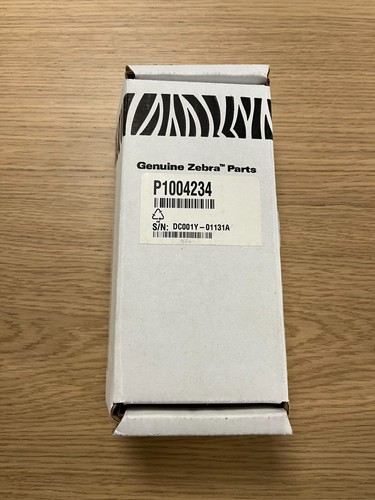 Genuine Zebra™ Parts
P1004234
S/N: DC001Y-01131A